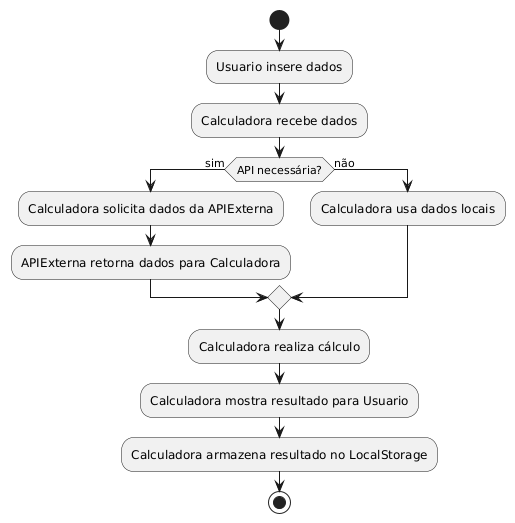 Usuario insere dados
Calculadora recebe dados
sim
API necessária?
não
Calculadora solicita dados da APIExterna
Calculadora usa dados locais
APIExterna retorna dados para Calculadora
Calculadora realiza cálculo
Calculadora mostra resultado para Usuario
Calculadora armazena resultado no LocalStorage